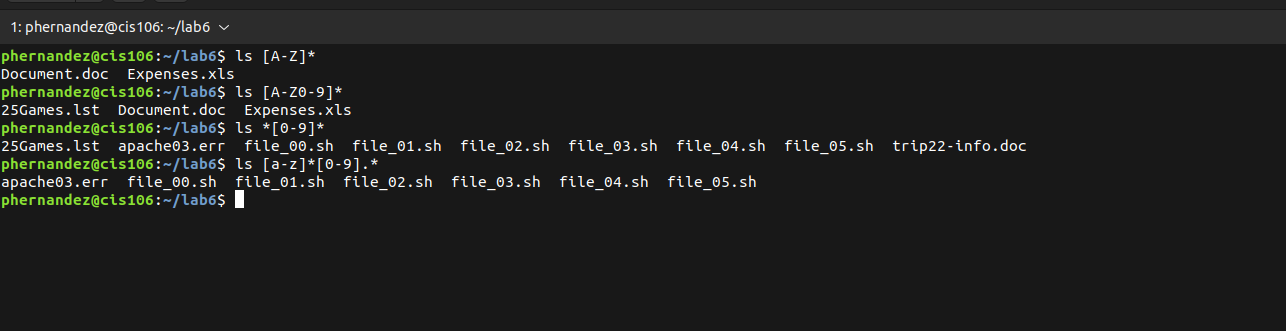 1: phernandez@cis106: ~/lab6
phernandez@cis106:~/lab6$ ls [A-Z]*
Document.doc  Expenses.xls
phernandez@cis106:~/lab6$ ls [A-Z0-9]*
25Games.lst  Document.doc  Expenses.xls
phernandez@cis106:~/lab6$ ls *[0-9]*
25Games.lst  apache03.err  file_00.sh  file_01.sh  file_02.sh  file_03.sh  file_04.sh  file_05.sh  trip22-info.doc
phernandez@cis106:~/lab6$ ls [a-z]*[0-9].*
apache03.err  file_00.sh  file_01.sh  file_02.sh  file_03.sh  file_04.sh  file_05.sh
phernandez@cis106:~/lab6$